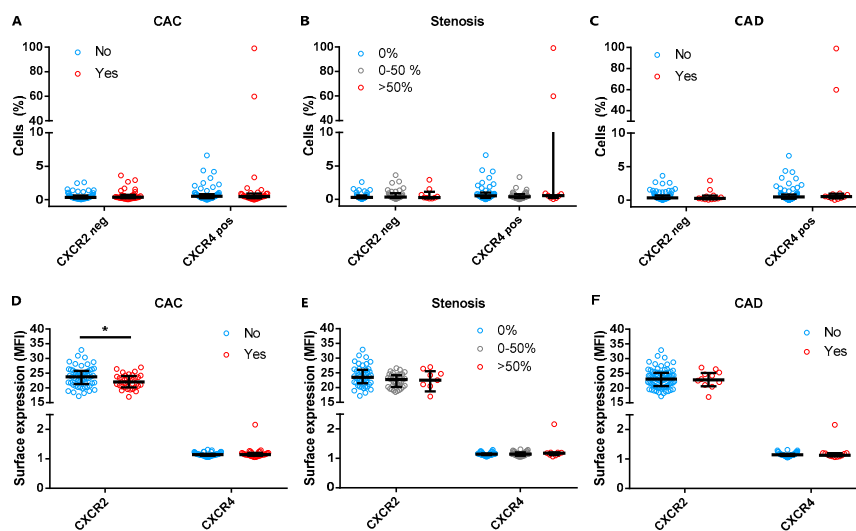 A
CAC
No
Yes
Cells (%)
100
80
60
40
10
5
0
CXCR2 neg
CXCR4 pos
B
Stenosis
0%
0-50 %
>50%
Cells (%)
100
80
60
40
10
5
0
CXCR2 neg
CXCR4 pos
C
CAD
No
Yes
Cells (%)
100
80
60
40
10
5
0
CXCR2 neg
CXCR4 pos
D
CAC
*
No
Yes
Surface expression (MFI)
40
35
30
25
20
15
2
1
0
CXCR2
CXCR4
E
Stenosis
0%
0-50%
>50%
Surface expression (MFI)
40
35
30
25
20
15
2
1
0
CXCR2
CXCR4
F
CAD
No
Yes
Surface expression (MFI)
40
35
30
25
20
15
2
1
0
CXCR2
CXCR4